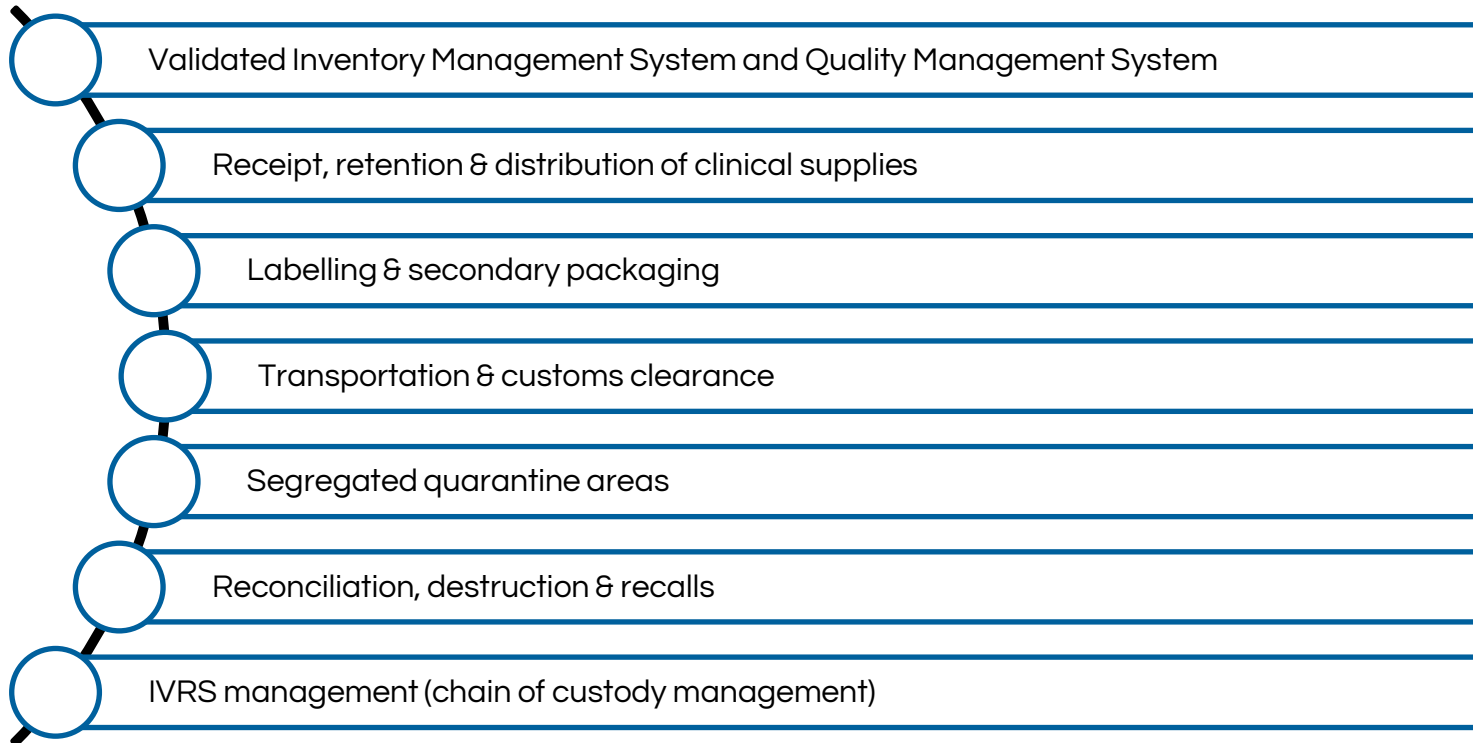 Validated Inventory Management System and Quality Management System
Receipt, retention & distribution of clinical supplies
Labelling & secondary packaging
Transportation & customs clearance
Segregated quarantine areas
Reconciliation, destruction & recalls
IVRS management (chain of custody management)